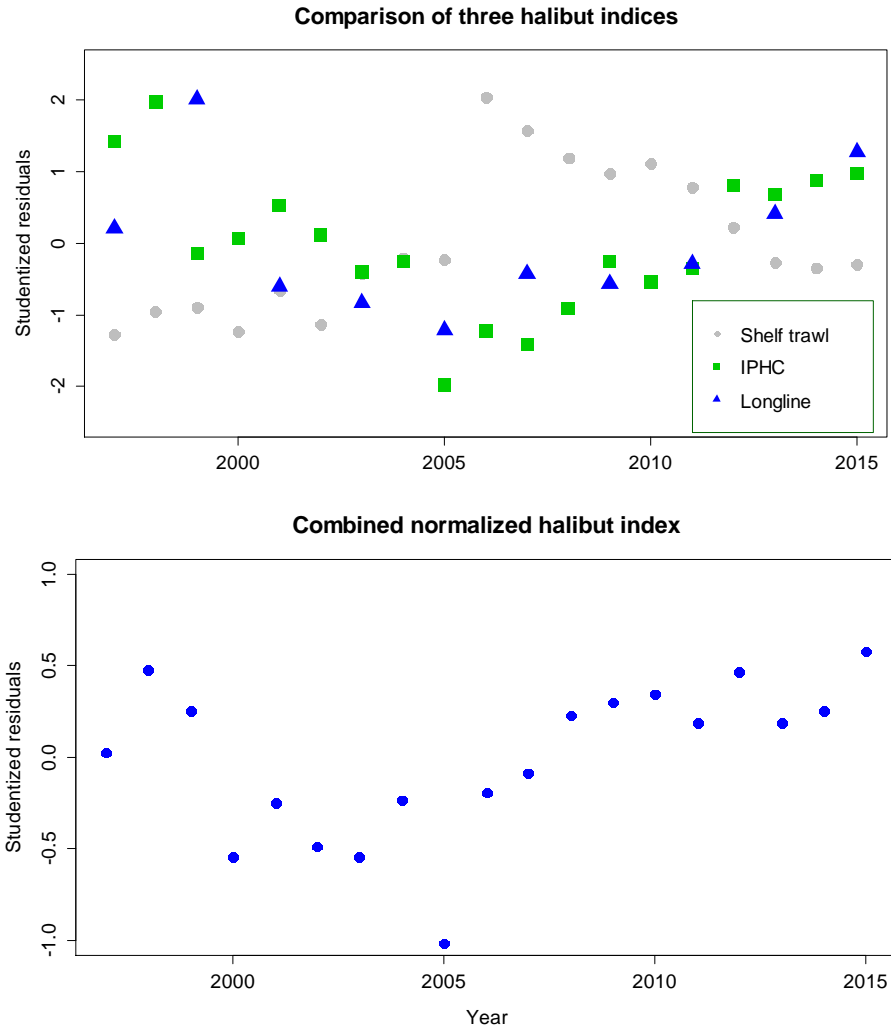 Comparison of three halibut indices
Studentized residuals
2
1
0
-1
-2
Shelf trawl
IPHC
Longline
2000
2005
2010
2015
Combined normalized halibut index
Studentized residuals
1.0
0.5
0.0
-0.5
-1.0
2000
2005
2010
2015
Year